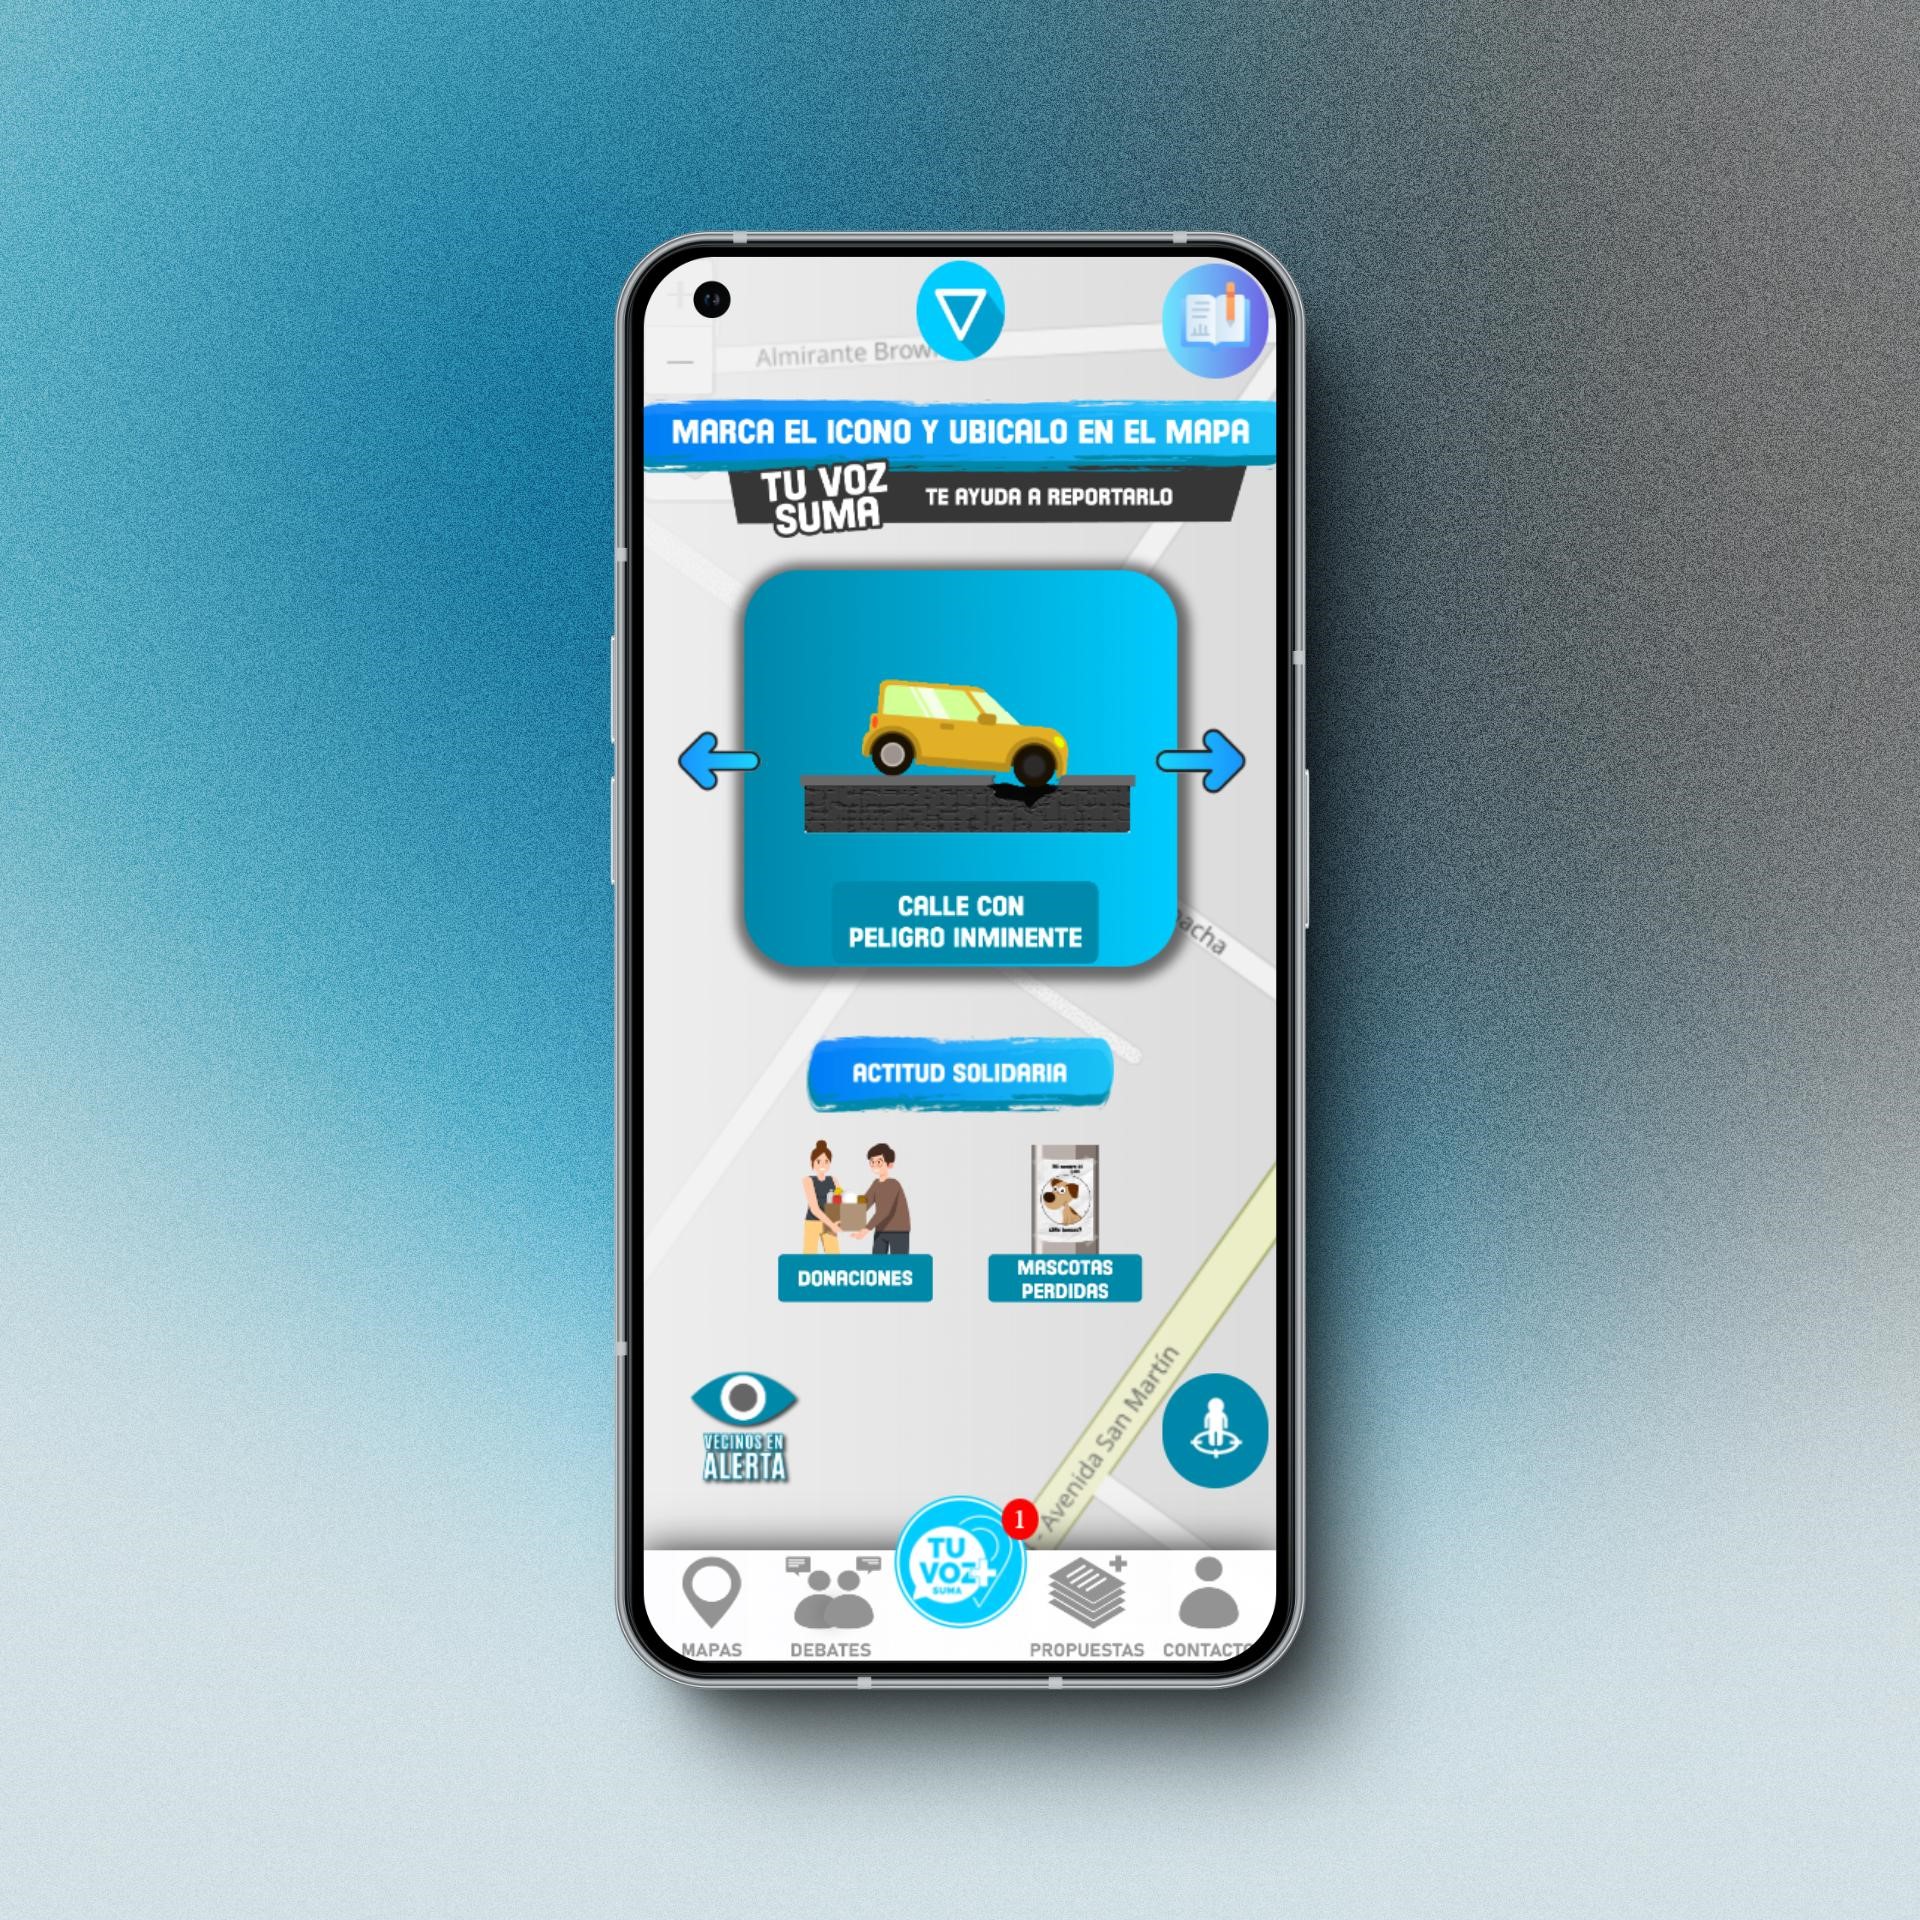 Almirante Brow
MARCA EL ICONO Y UBICALO EN EL MAPA
TU VOZ
SUMA
TE AYUDA A REPORTARLO
CALLE CON
PELIGRO INMINENTE
acha
ACTITUD SOLIDARIA
DONACIONES
MASCOTAS
PERDIDAS
Avenida San Martín
VECINOS EN
ALERTA
1
TU
VOZ+
SUMA
MAPAS
DEBATES
PROPUESTAS
CONTACTO